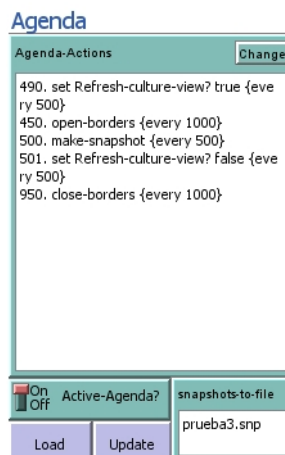 Agenda
Agenda-Actions
Change
490. set Refresh-culture-view? true {eve
ry 500}
450. open-borders {every 1000}
500. make-snapshot {every 500}
501. set Refresh-culture-view? false {eve
ry 500}
950. close-borders {every 1000}
On
Off
Active-Agenda?
snapshots-to-file
prueba3.snp
Load
Update